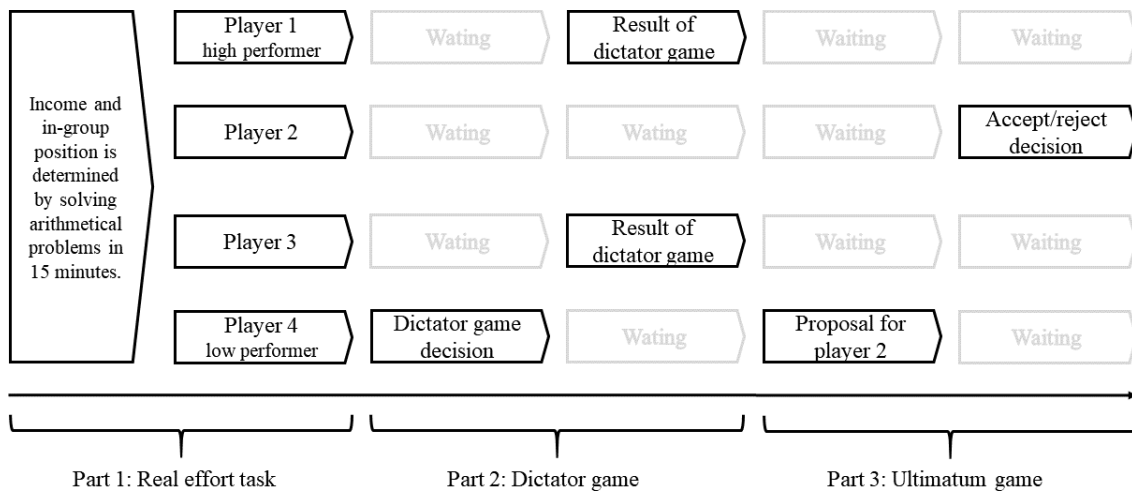 Income and
in-group
position is
determined
by solving
arithmetical
problems in
15 minutes.
Player 1
high performer
Wating
Result of
dictator game
Waiting
Waiting
Player 2
Wating
Wating
Waiting
Accept/reject
decision
Player 3
Wating
Result of
dictator game
Waiting
Waiting
Player 4
low performer
Dictator game
decision
Wating
Proposal for
player 2
Waiting
Part 1: Real effort task
Part 2: Dictator game
Part 3: Ultimatum game